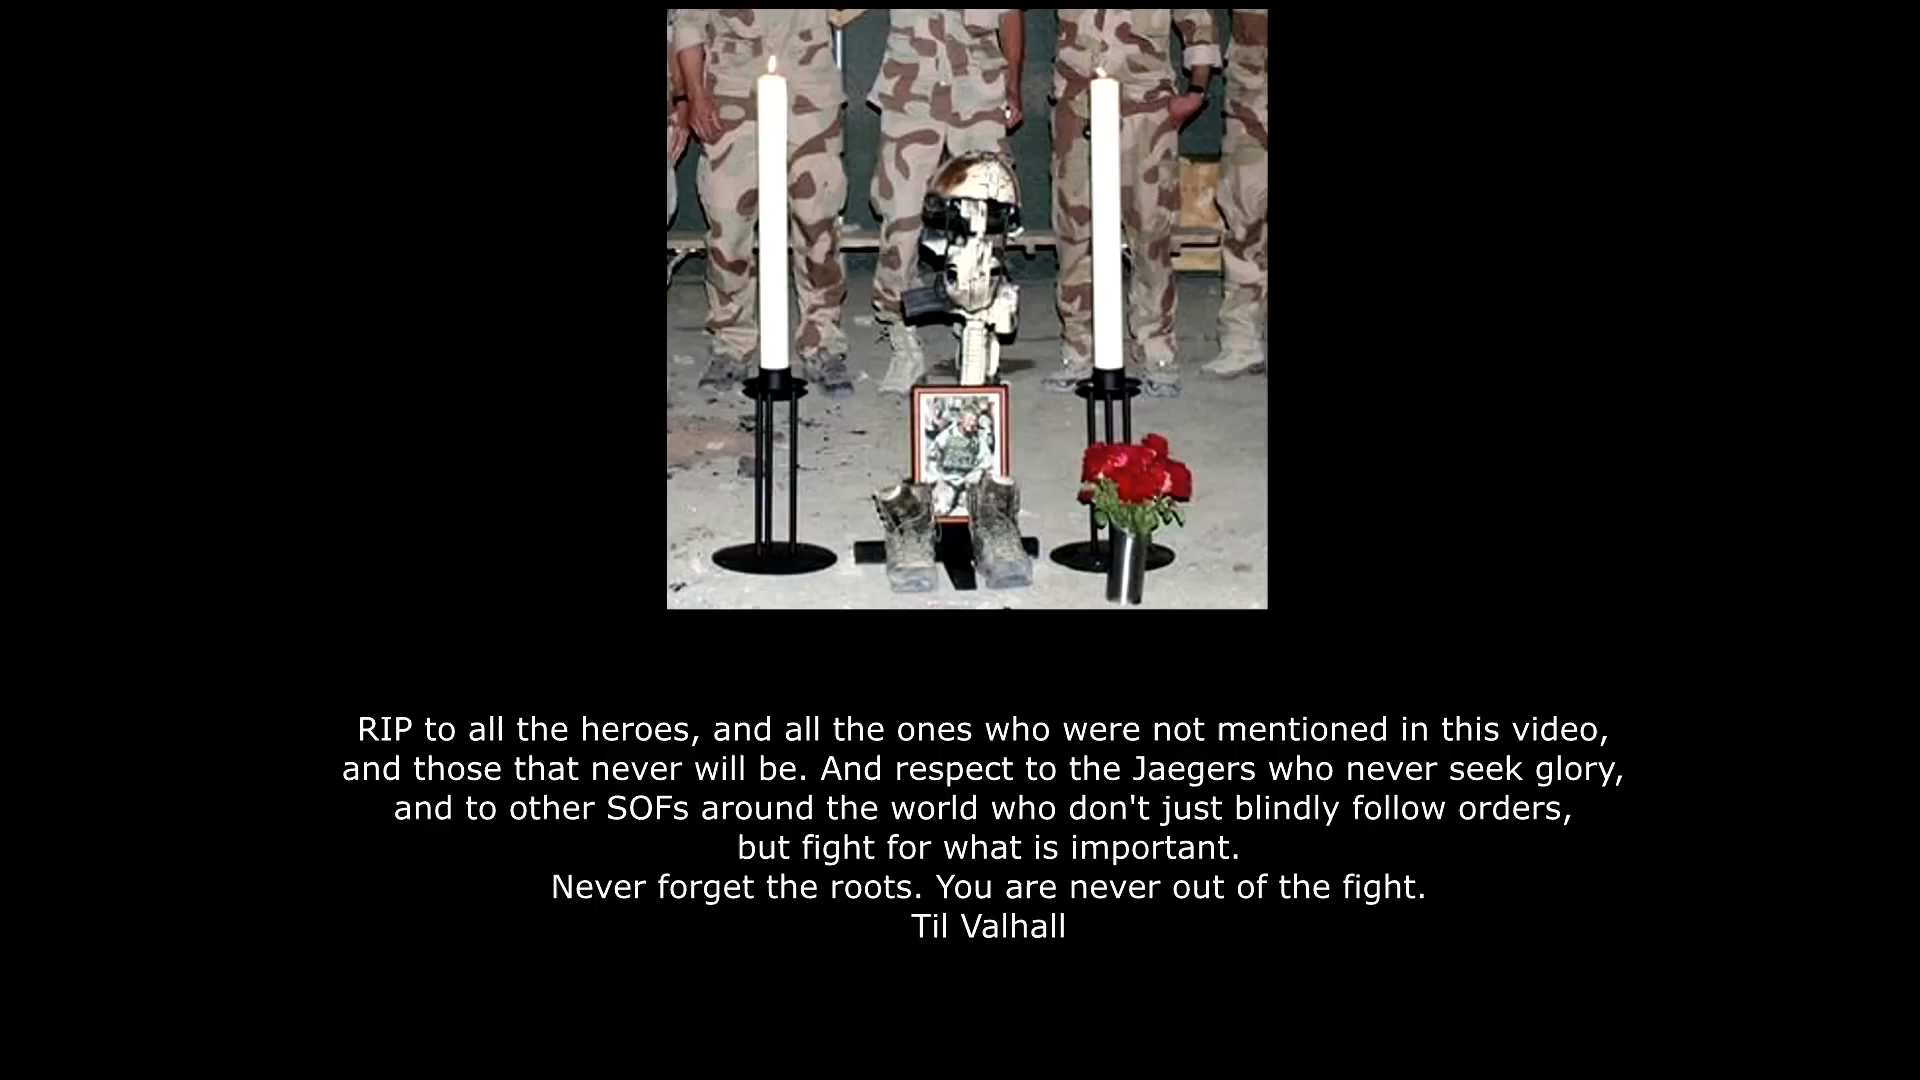 RIP to all the heroes, and all the ones who were not mentioned in this video,
and those that never will be. And respect to the Jaegers who never seek glory,
and to other SOFs around the world who don't just blindly follow orders,
but fight for what is important.
Never forget the roots. You are never out of the fight.
Til Valhall